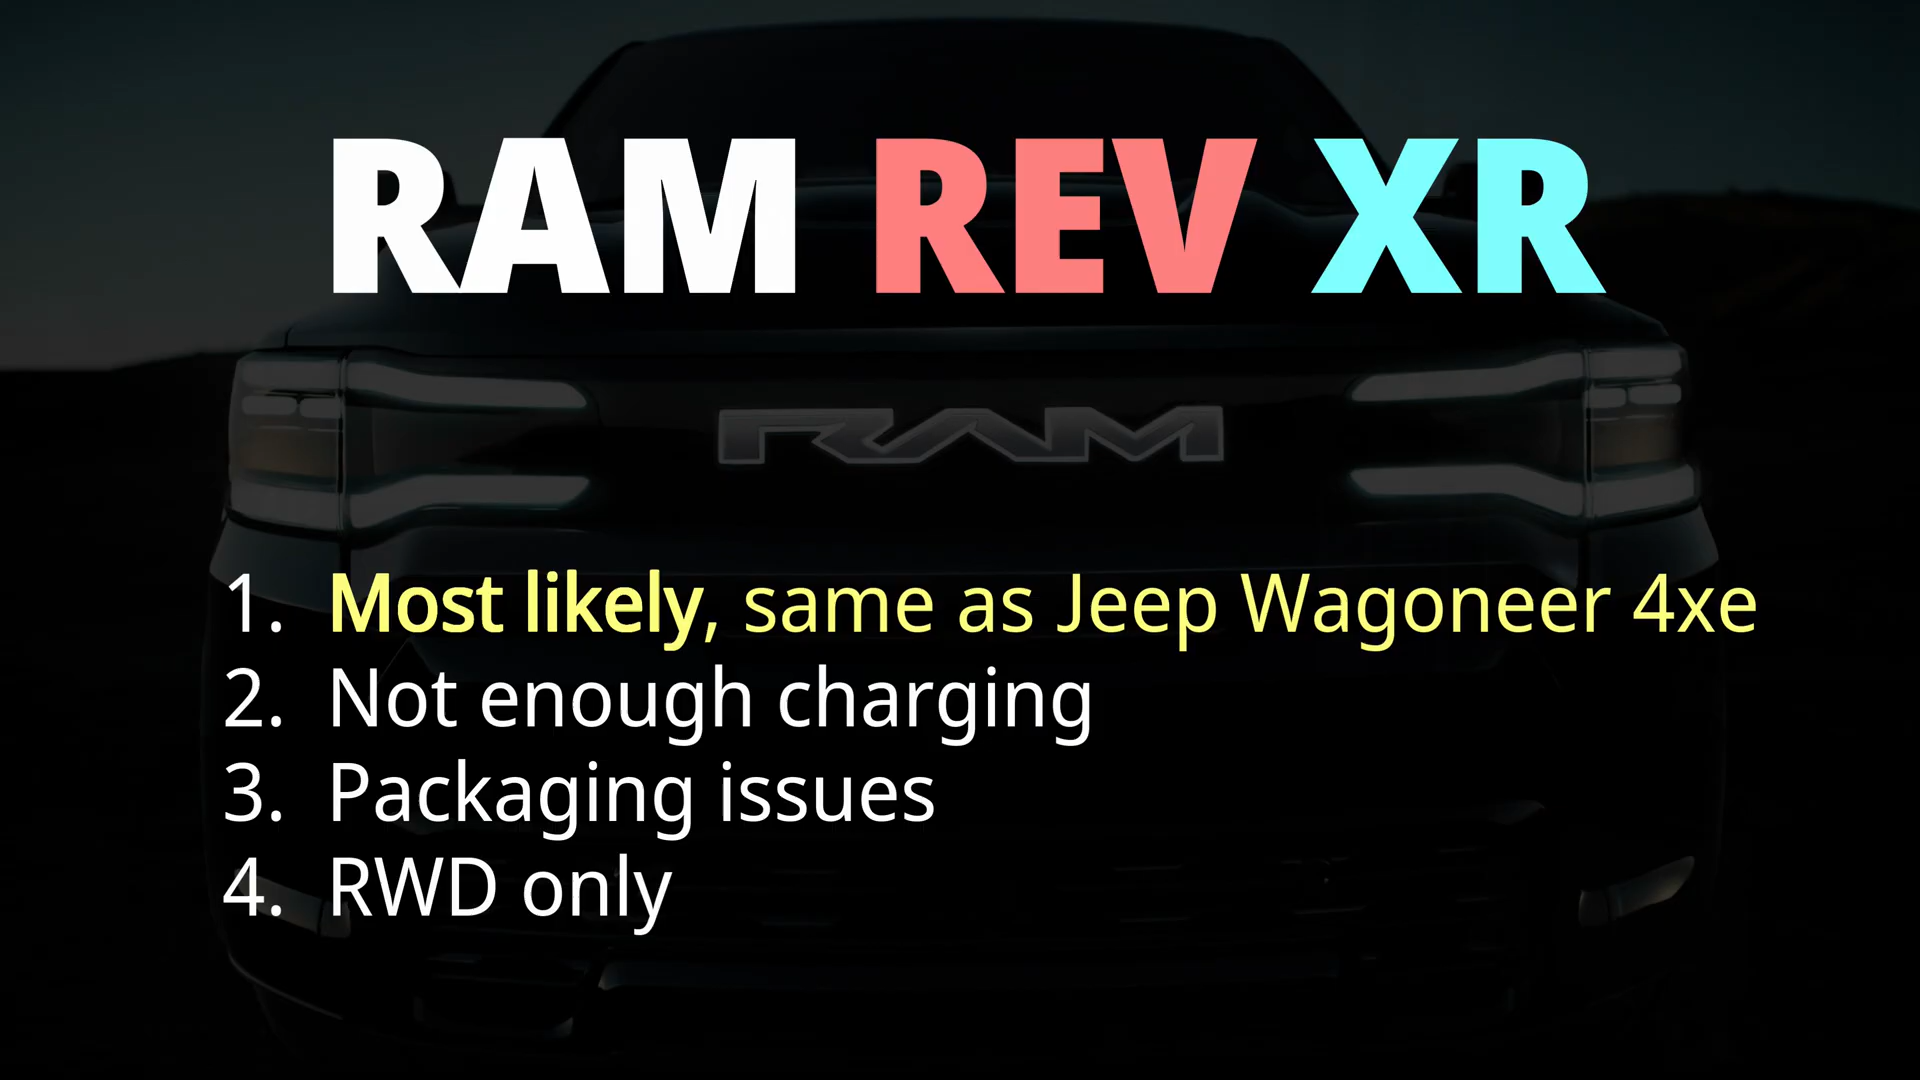 RAM REV XR
RAM
1. Most likely, same as Jeep Wagoneer 4xe
2. Not enough charging
3. Packaging issues
4. RWD only